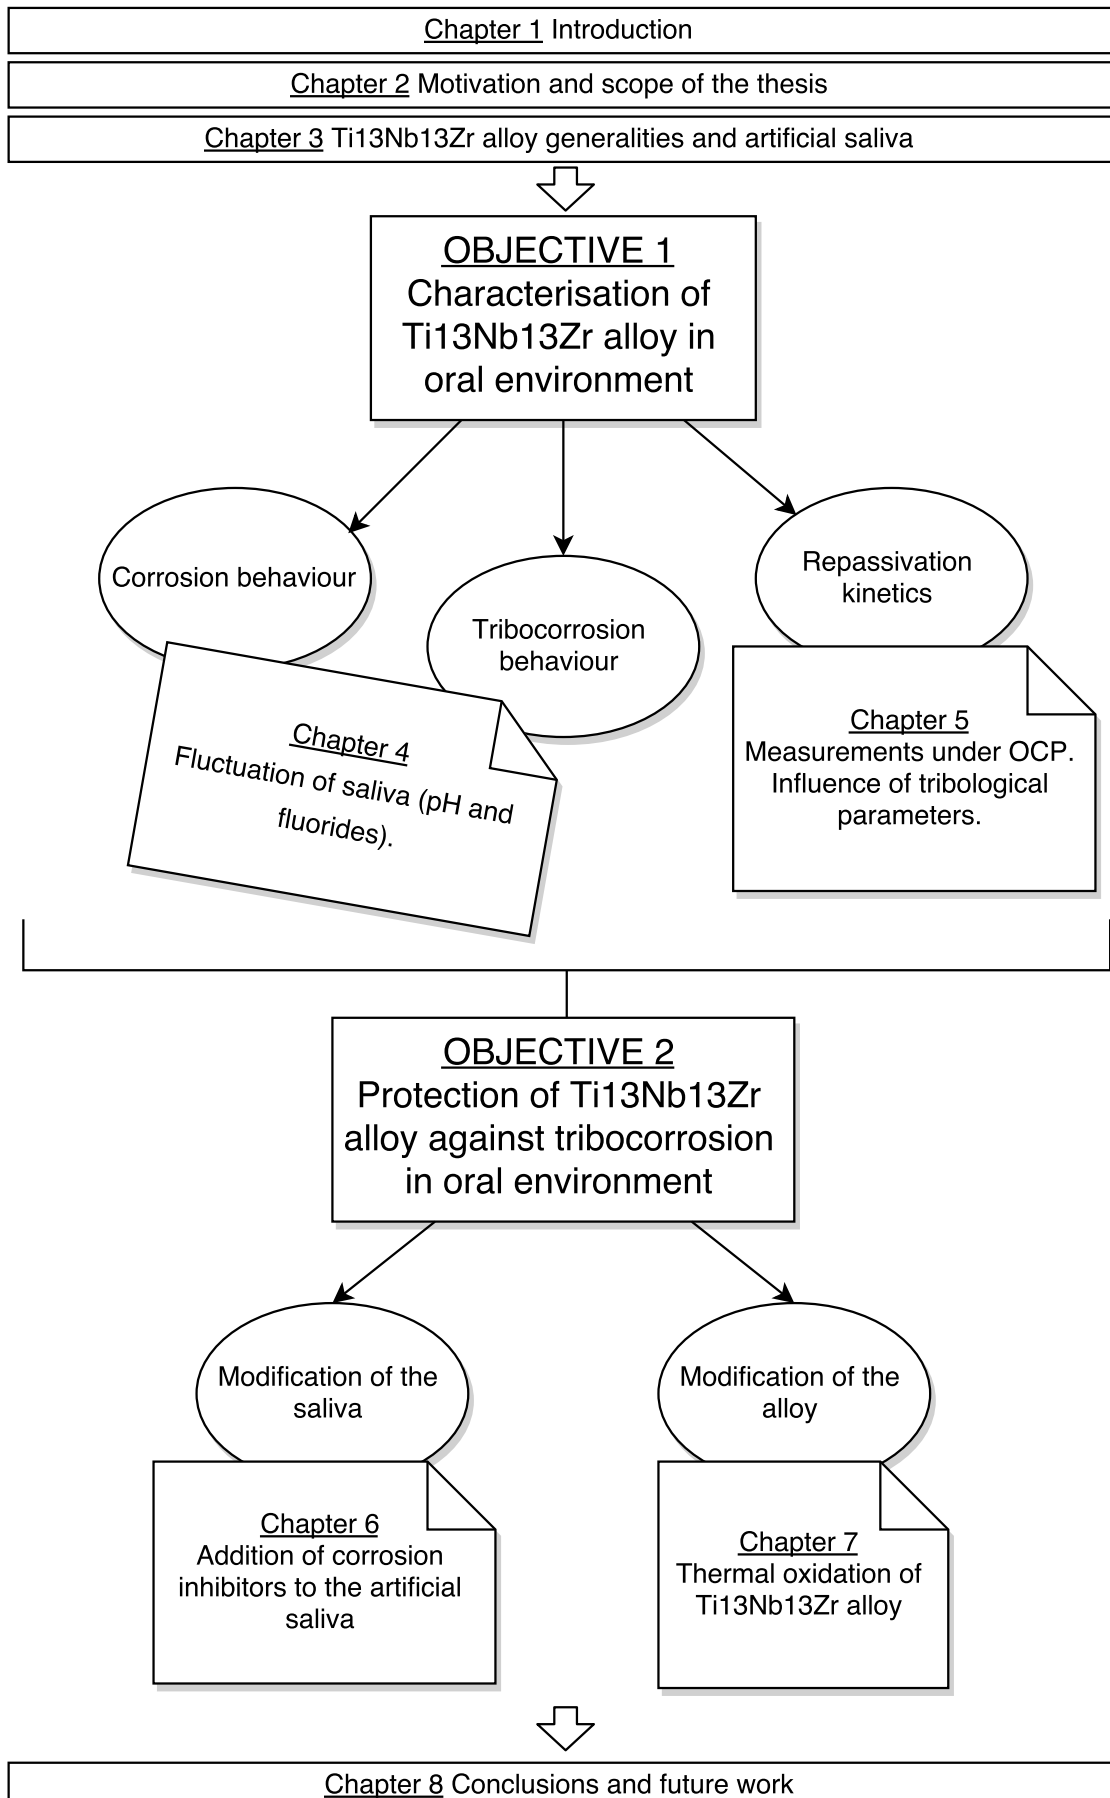 Chapter 1 Introduction
Chapter 2 Motivation and scope of the thesis
Chapter 3 Ti13Nb13Zr alloy generalities and artificial saliva
OBJECTIVE 1
Characterisation of
Ti13Nb13Zr alloy in
oral environment
Corrosion behaviour
Tribocorrosion
behaviour
Repassivation
kinetics
Chapter 4
Fluctuation of saliva (pH and
fluorides).
Chapter 5
Measurements under OCP.
Influence of tribological
parameters.
OBJECTIVE 2
Protection of Ti13Nb13Zr
alloy against tribocorrosion
in oral environment
Modification of the
saliva
Modification of the
alloy
Chapter 6
Addition of corrosion
inhibitors to the artificial
saliva
Chapter 7
Thermal oxidation of
Ti13Nb13Zr alloy
Chapter 8 Conclusions and future work